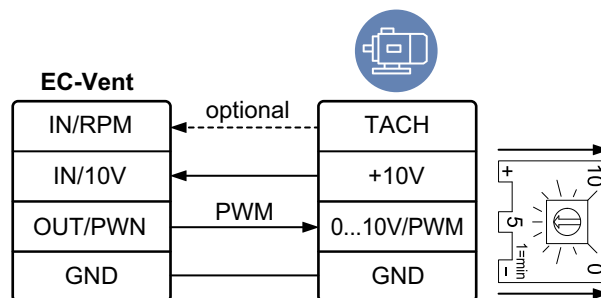 EC-Vent
optional
IN/RPM
TACH
IN/10V
+10V
PWM
OUT/PWN
0...10V/PWM
GND
GND
+
10
5
1=min
-
0